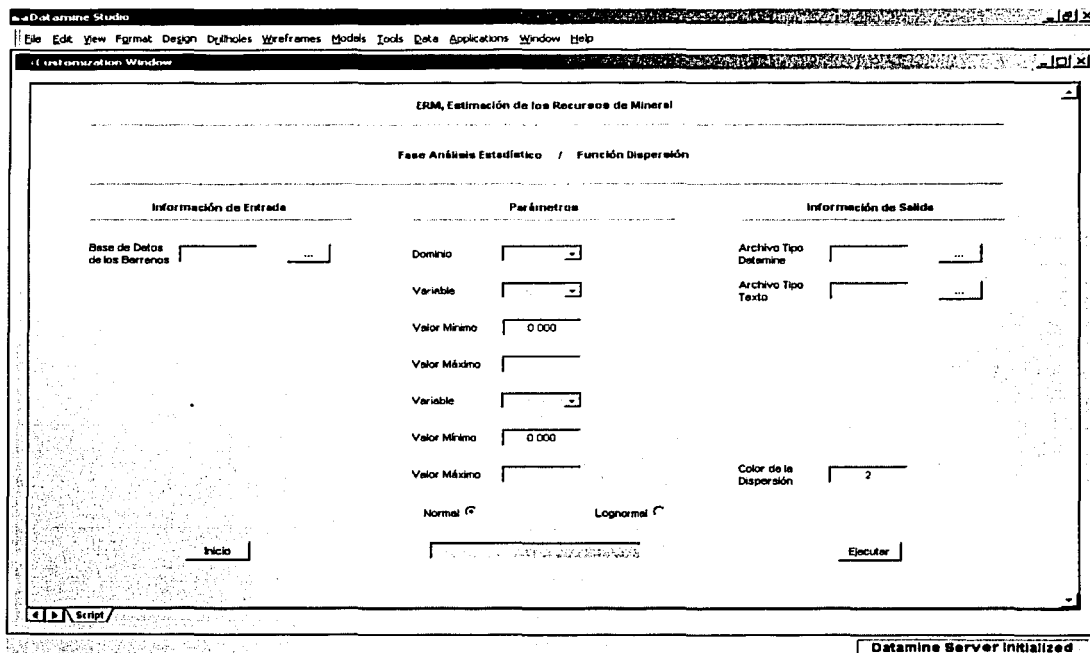 Datamine Studio
File Edit View Format Design Drillholes Wireframes Models Tools Data Applications Window Help
Customization Window
ERM, Estimación de los Recursos de Mineral
Fase Análisis Estadístico / Función Dispersión
Información de Entrada
Parámetros
Información de Salida
Base de Datos
de los Barrenos
...
Dominio
Archivo Tipo
Datamine
...
Variable
Archivo Tipo
Texto
...
Valor Mínimo 0.000
Valor Máximo
Variable
Valor Mínimo 0.000
Valor Máximo
Color de la
Dispersión
2
Normal
Lognormal
Inicio
Ejecutar
Script
Datamine Server Initialized